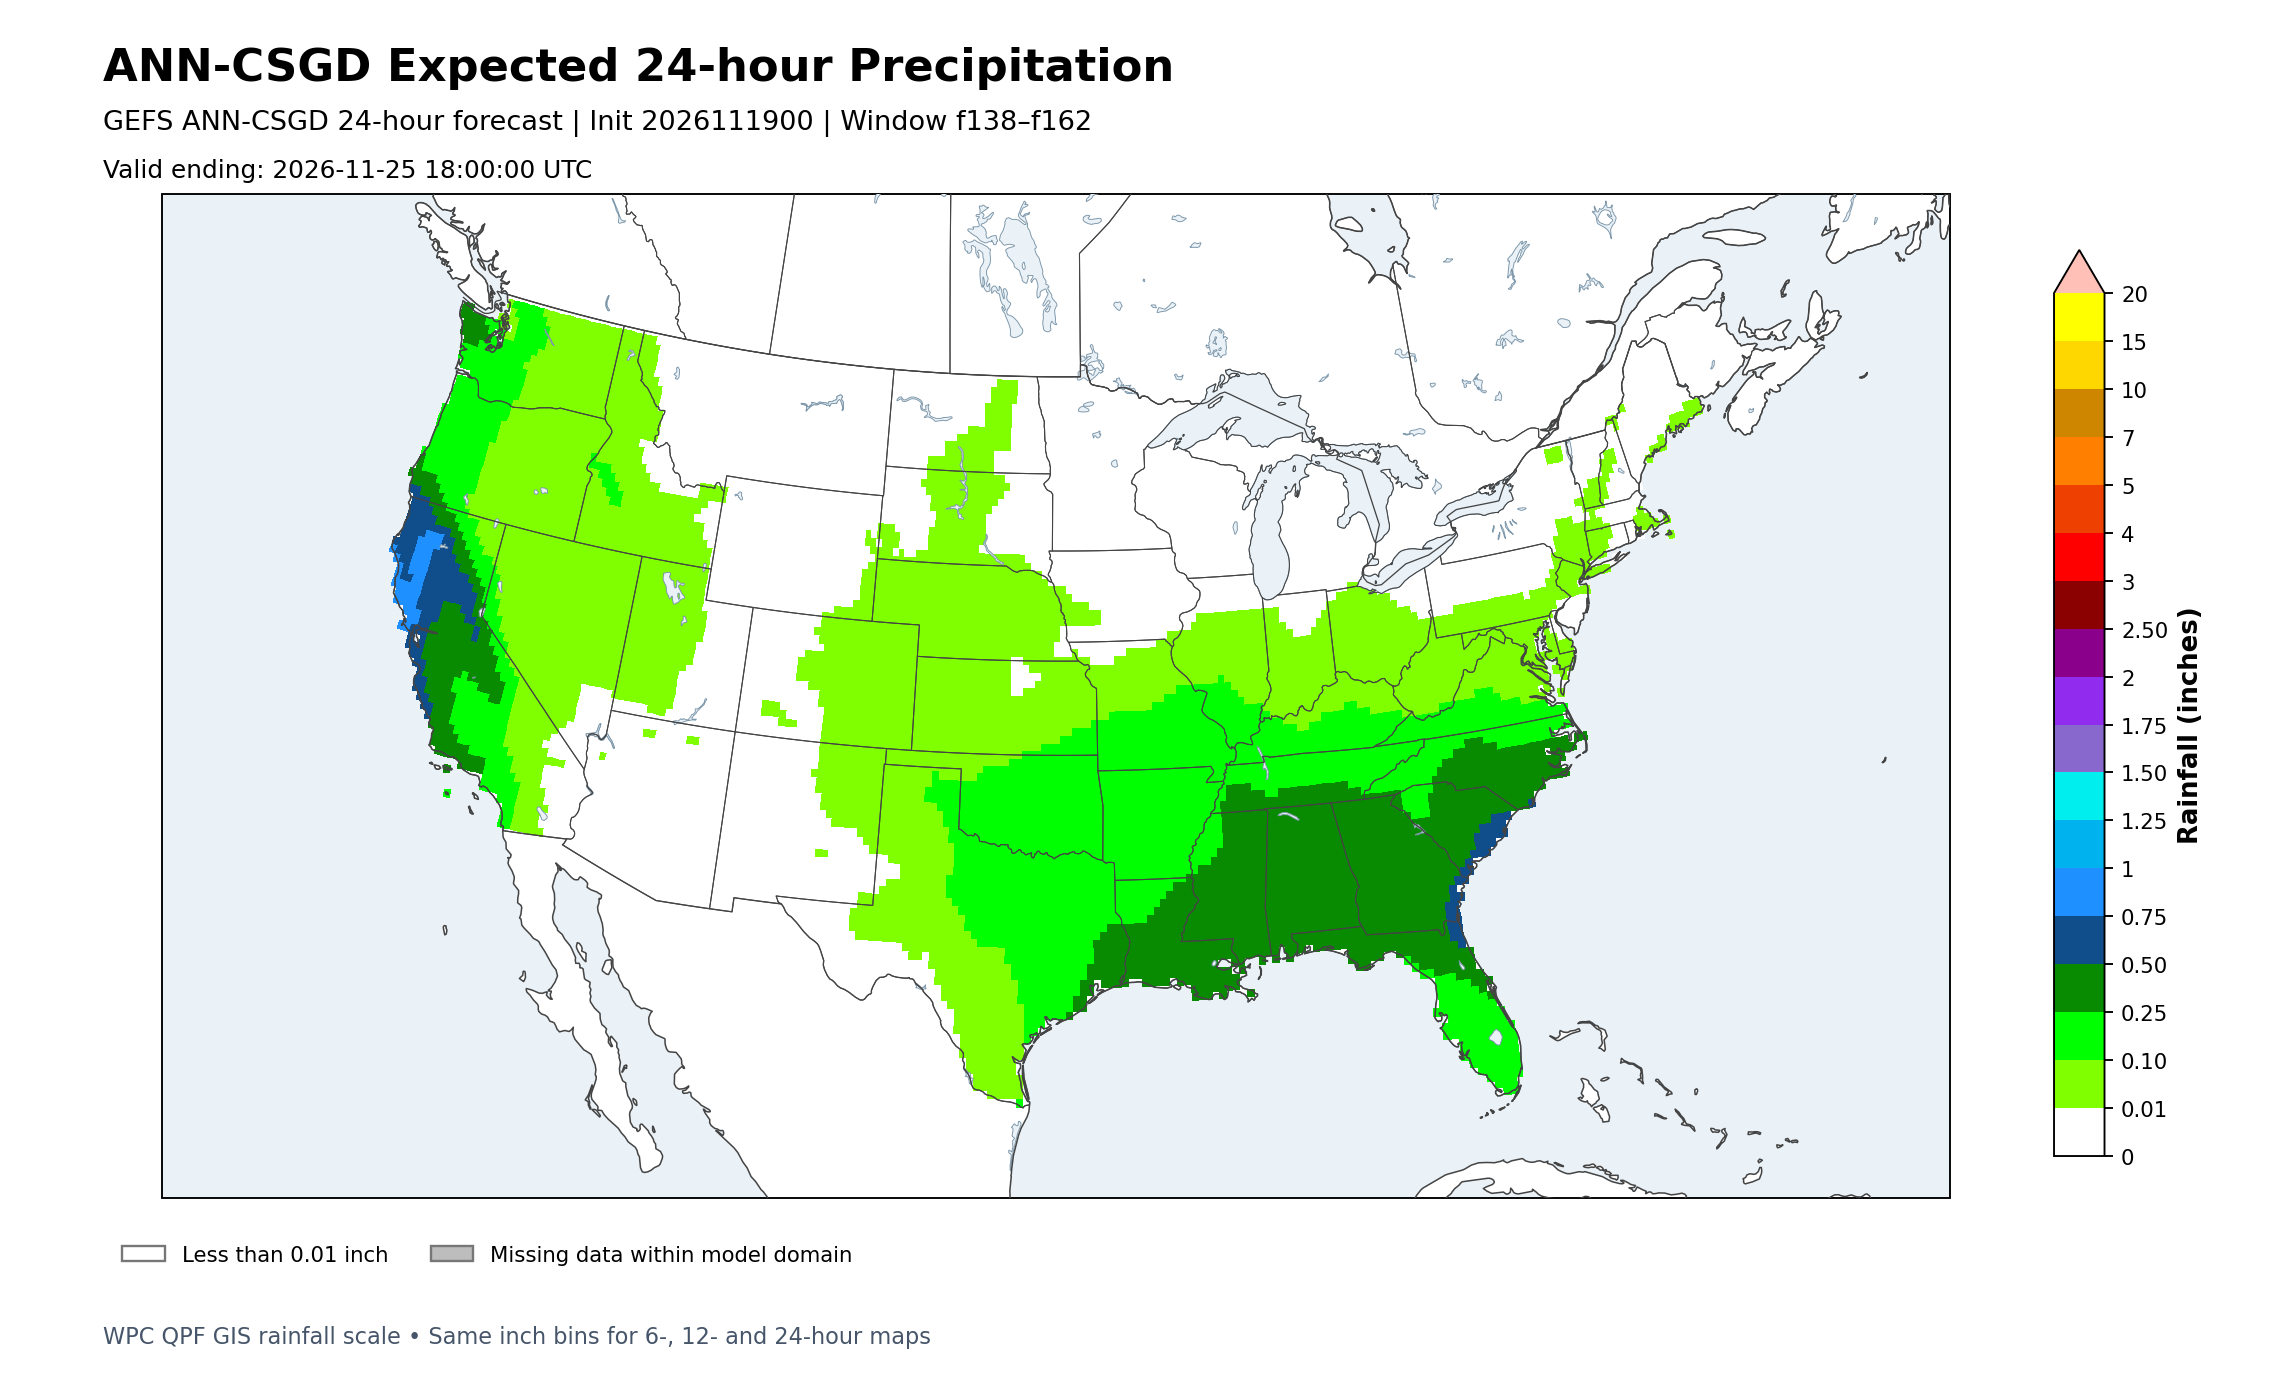 ANN-CSGD Expected 24-hour Precipitation
GEFS ANN-CSGD 24-hour forecast | Init 2026111900 | Window f138–f162
Valid ending: 2026-11-25 18:00:00 UTC
20
15
10
7
5
4
3
2.50
2
1.75
1.50
1.25
1
0.75
0.50
0.25
0.10
0.01
0
Rainfall (inches)
Less than 0.01 inch
Missing data within model domain
WPC QPF GIS rainfall scale • Same inch bins for 6-, 12- and 24-hour maps